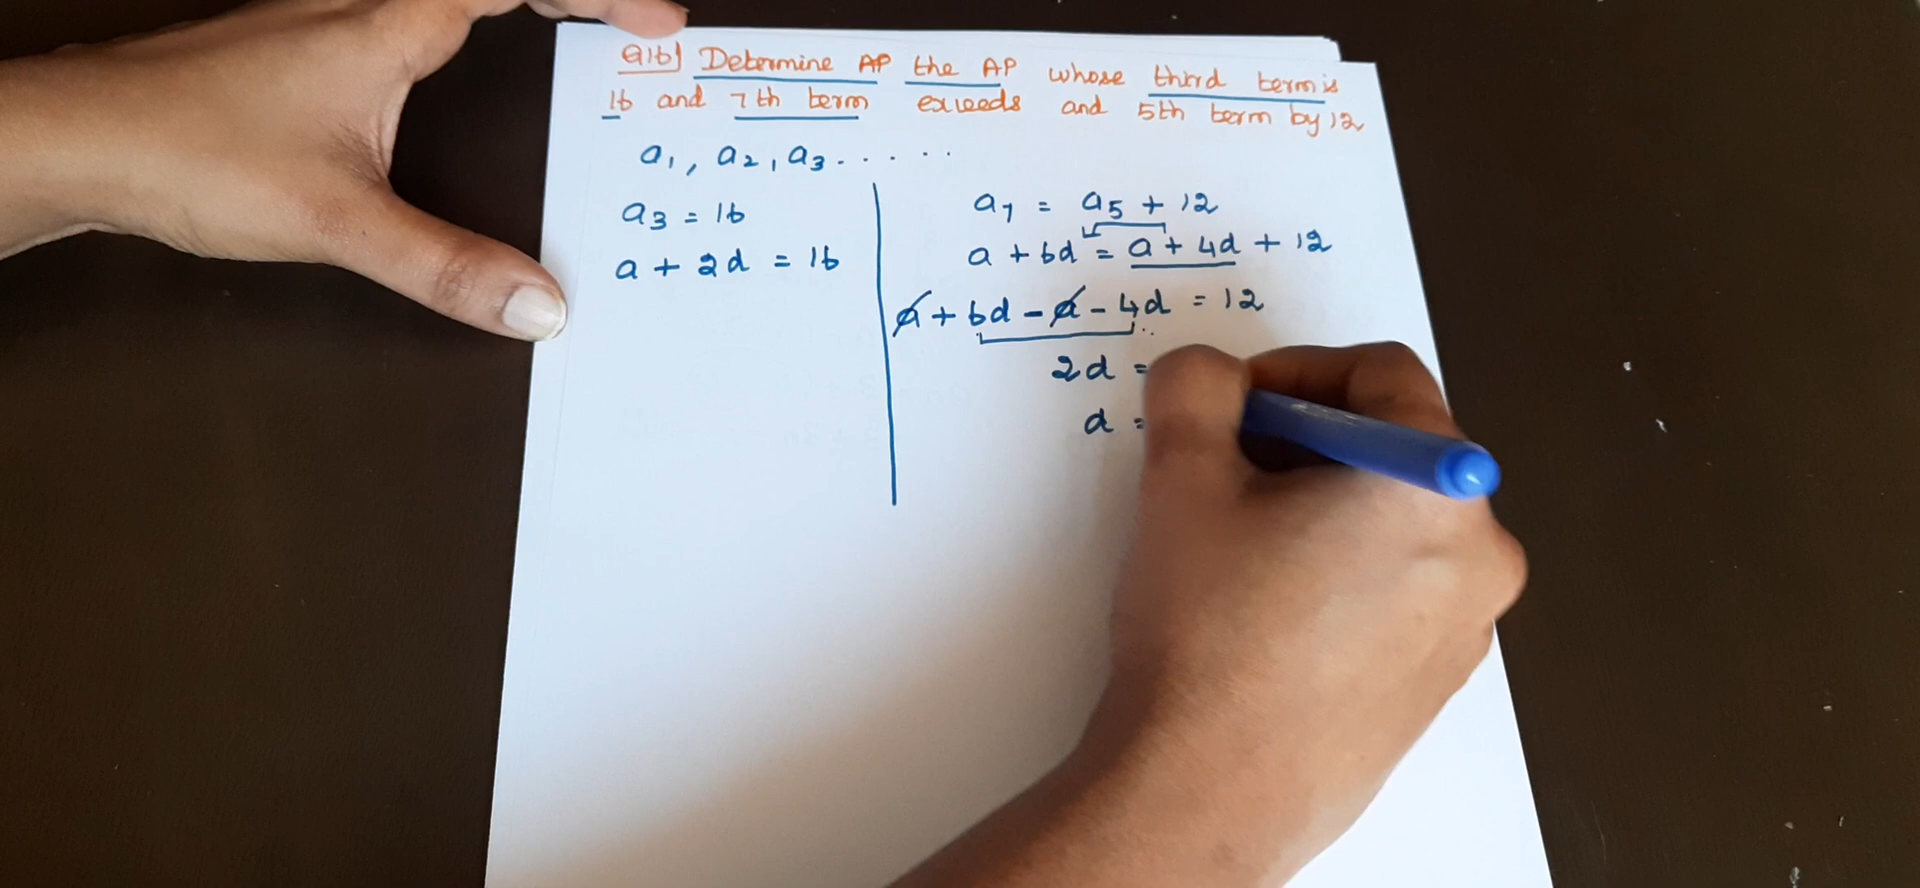 Q16) Determine AP the AP whose third term is
16 and 7th term exceeds and 5th term by 12
a1, a2, a3.....
a3 = 16
a + 2d = 16
a7 = a5 + 12
a + 6d = a + 4d + 12
a + 6d - a - 4d = 12
2d =
d =